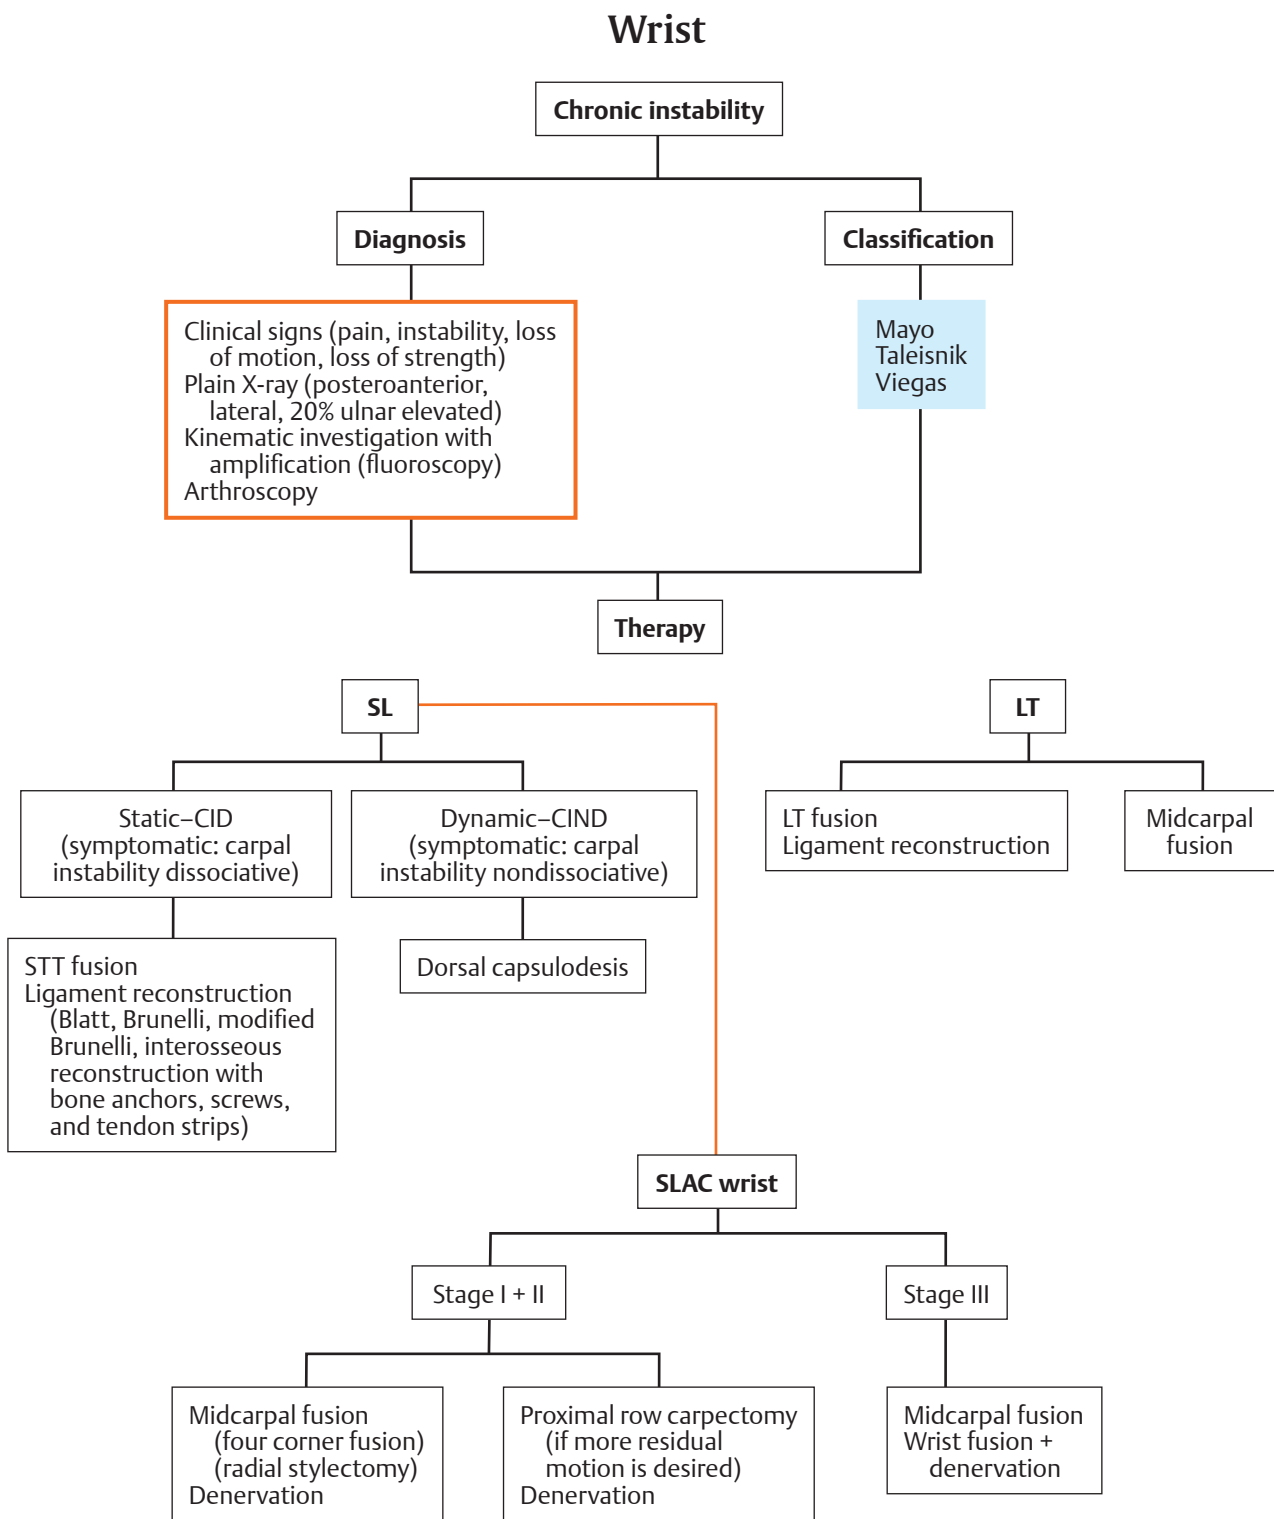 Wrist
Chronic instability
Diagnosis
Classification
Clinical signs (pain, instability, loss
of motion, loss of strength)
Plain X-ray (posteroanterior,
lateral, 20% ulnar elevated)
Kinematic investigation with
amplification (fluoroscopy)
Arthroscopy
Mayo
Taleisnik
Viegas
Therapy
SL
LT
Static–CID
(symptomatic: carpal
instability dissociative)
Dynamic–CIND
(symptomatic: carpal
instability nondissociative)
LT fusion
Ligament reconstruction
Midcarpal
fusion
STT fusion
Ligament reconstruction
(Blatt, Brunelli, modified
Brunelli, interosseous
reconstruction with
bone anchors, screws,
and tendon strips)
Dorsal capsulodesis
SLAC wrist
Stage I + II
Stage III
Midcarpal fusion
(four corner fusion)
(radial stylectomy)
Denervation
Proximal row carpectomy
(if more residual
motion is desired)
Denervation
Midcarpal fusion
Wrist fusion +
denervation